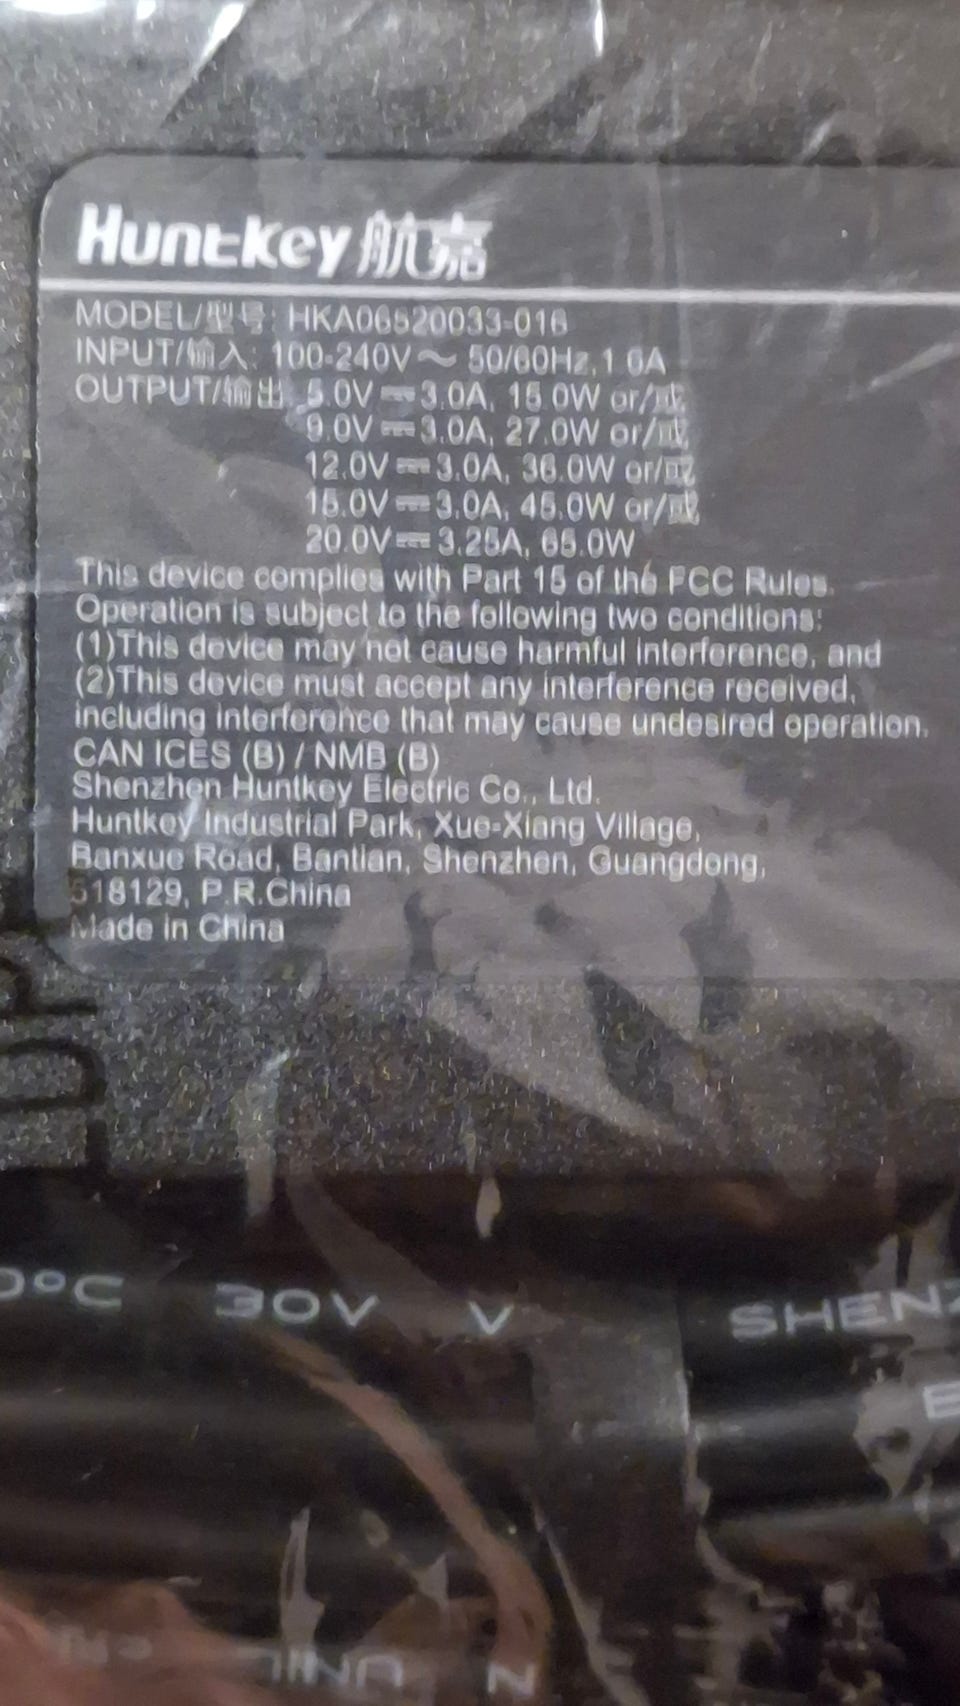 Huntkey 航嘉
MODEL/型号: HKA06520033-016
INPUT/输入: 100-240V ~ 50/60Hz,1.6A
OUTPUT/输出: 5.0V ⎓ 3.0A, 15.0W or/或
9.0V ⎓ 3.0A, 27.0W or/或
12.0V ⎓ 3.0A, 36.0W or/或
15.0V ⎓ 3.0A, 45.0W or/或
20.0V ⎓ 3.25A, 65.0W
This device complies with Part 15 of the FCC Rules.
Operation is subject to the following two conditions:
(1)This device may not cause harmful interference, and
(2)This device must accept any interference received,
including interference that may cause undesired operation.
CAN ICES (B) / NMB (B)
Shenzhen Huntkey Electric Co., Ltd.
Huntkey Industrial Park, Xue-Xiang Village,
Banxue Road, Bantian, Shenzhen, Guangdong,
518129, P.R.China
Made in China
0°C 30V V SHENZ